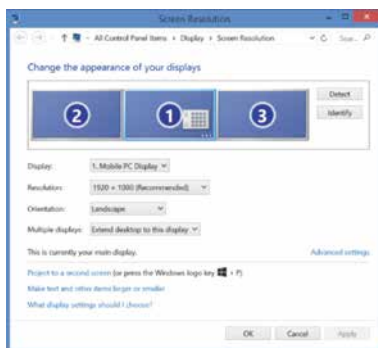 Screen Resolution
All Control Panel Items Display Screen Resolution
Change the appearance of your displays
2 1 3
Detect
Identify
Display: 1. Mobile PC Display
Resolution: 1920 × 1080 (Recommended)
Orientation: Landscape
Multiple displays: Extend desktop to this display
This is currently your main display. Advanced settings
Project to a second screen (or press the Windows logo key + P)
Make text and other items larger or smaller
What display settings should I choose?
OK Cancel Apply